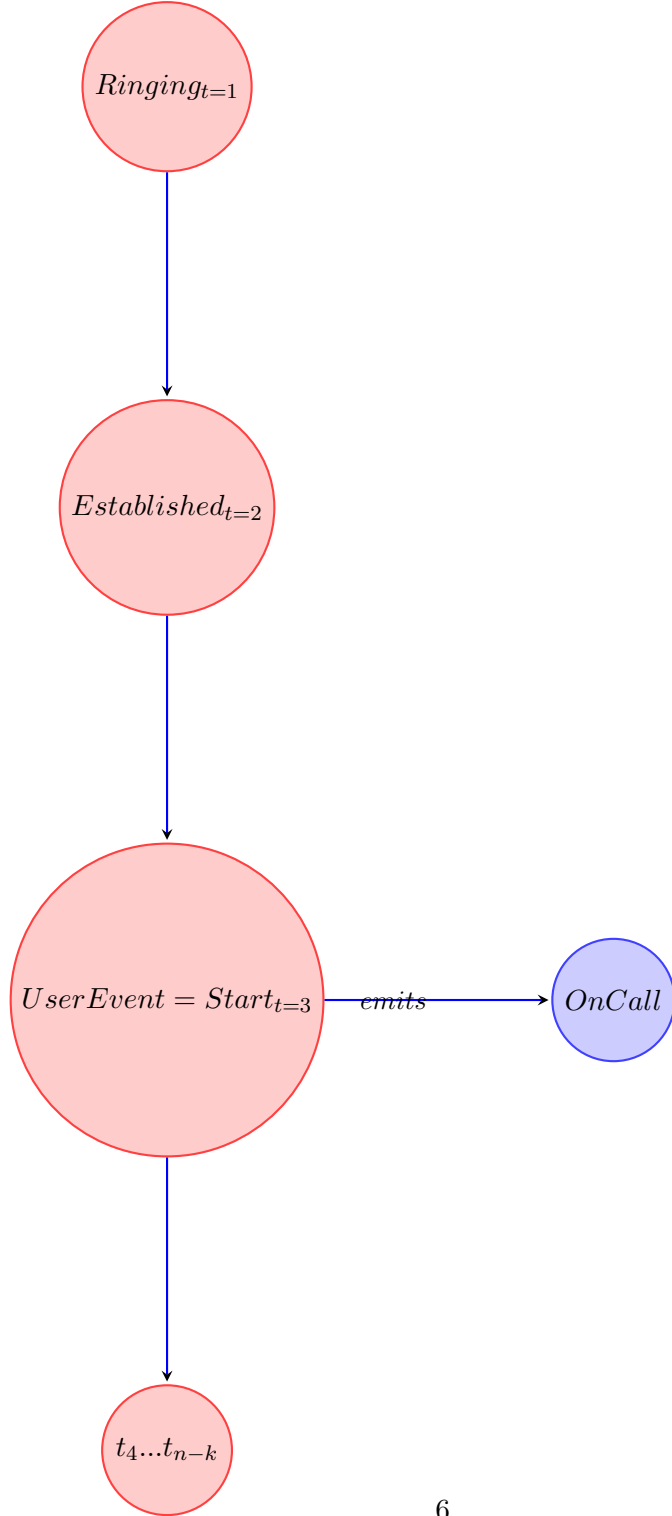 Ringing_{t=1}
Established_{t=2}
UserEvent = Start_{t=3}
emits
OnCall
t_4...t_{n-k}
6